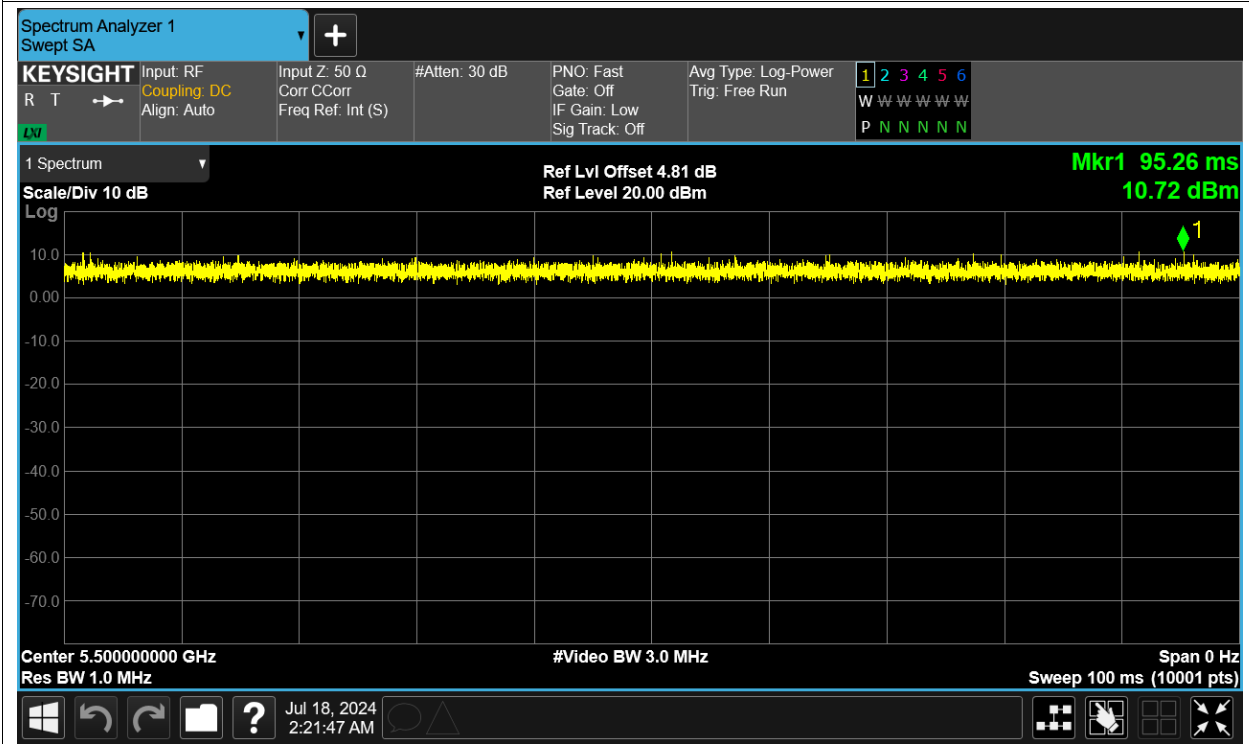 Spectrum Analyzer 1
Swept SA
KEYSIGHT
R T
LXI
Input: RF
Coupling: DC
Align: Auto
Input Z: 50 Ω
Corr CCorr
Freq Ref: Int (S)
#Atten: 30 dB
PNO: Fast
Gate: Off
IF Gain: Low
Sig Track: Off
Avg Type: Log-Power
Trig: Free Run
1 2 3 4 5 6
W W W W W W
P N N N N N
1 Spectrum
Scale/Div 10 dB
Ref Lvl Offset 4.81 dB
Ref Level 20.00 dBm
Mkr1 95.26 ms
10.72 dBm
Log
1
10.0
0.00
-10.0
-20.0
-30.0
-40.0
-50.0
-60.0
-70.0
Center 5.500000000 GHz
#Video BW 3.0 MHz
Span 0 Hz
Res BW 1.0 MHz
Sweep 100 ms (10001 pts)
?
Jul 18, 2024
2:21:47 AM